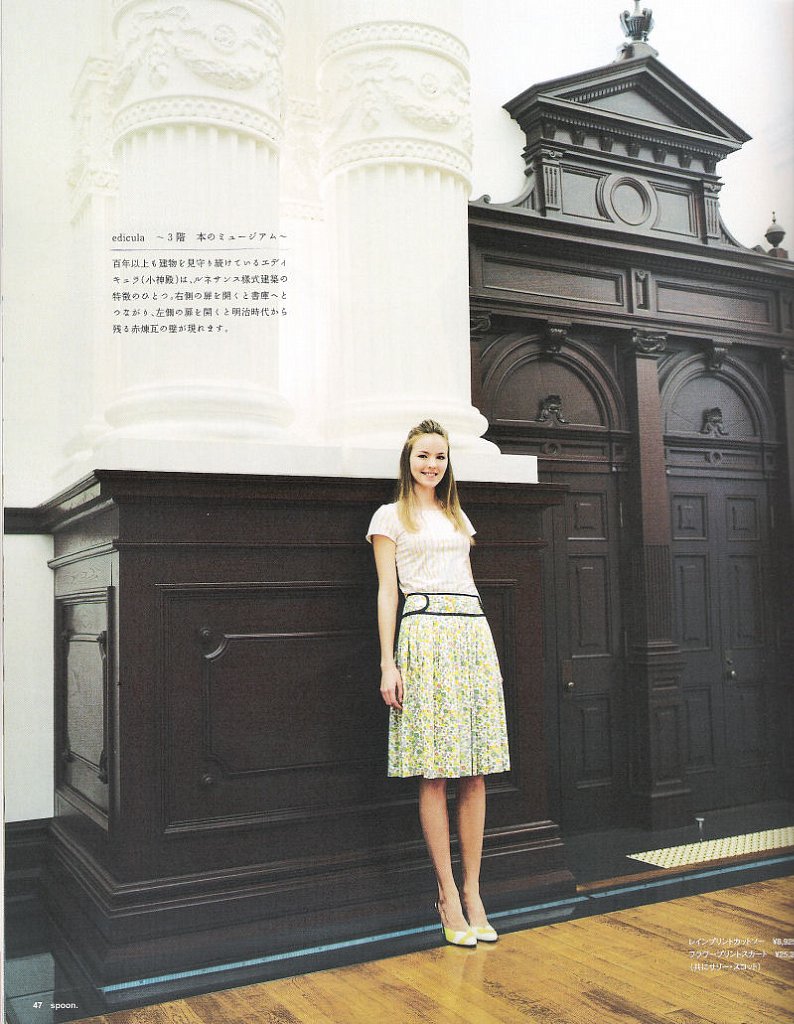 edicula　〜３階　本のミュージアム〜
百年以上も建物を見守り続けているエディ
キュラ(小神殿)は、ルネサンス様式建築の
特徴のひとつ。右側の扉を開くと書庫へと
つながり、左側の扉を開くと明治時代から
残る赤煉瓦の壁が現れます。
レインプリントカットソー　¥8,925
フラワープリントスカート　¥25,2
(共にサリー・スコット)
47 spoon.